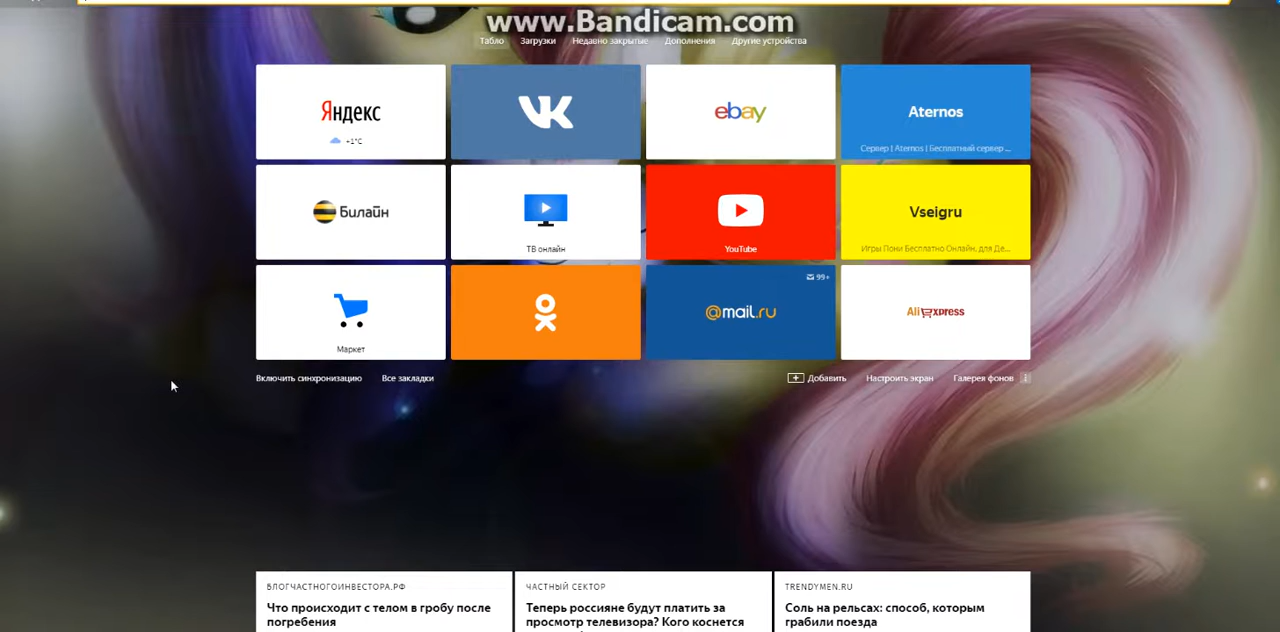 www.Bandicam.com
Табло Загрузки Недавно закрытые Дополнения Другие устройства
Яндекс
+1°C
VK
ebay
Aternos
Сервер | Aternos | Бесплатный сервер ...
Билайн
ТВ онлайн
YouTube
Vseigru
Игры Пони Бесплатно Онлайн, для Де...
Маркет
99+
@mail.ru
AliExpress
Включить синхронизацию Все закладки
Добавить Настроить экран Галерея фонов
БЛОГЧАСТНОГОИНВЕСТОРА.РФ
Что происходит с телом в гробу после
погребения
ЧАСТНЫЙ СЕКТОР
Теперь россияне будут платить за
просмотр телевизора? Кого коснется
TRENDYMEN.RU
Соль на рельсах: способ, которым
грабили поезда